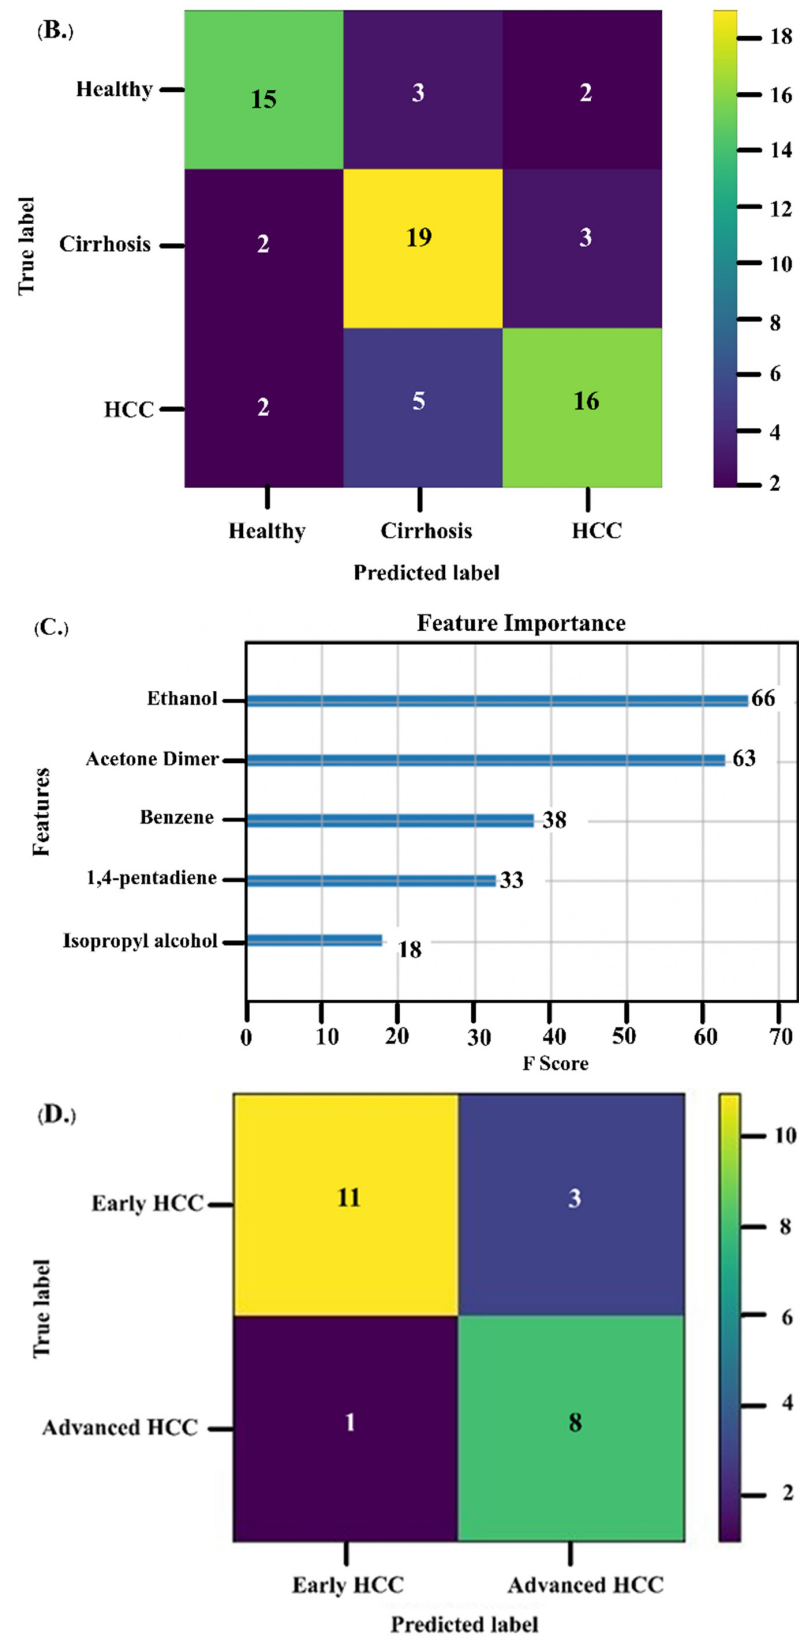 (B.)
18
Healthy
15
3
2
16
14
True label
12
Cirrhosis
2
19
3
10
8
6
HCC
2
5
16
4
2
Healthy
Cirrhosis
HCC
Predicted label
(C.)
Feature Importance
Ethanol
66
Acetone Dimer
63
Features
Benzene
38
1,4-pentadiene
33
Isopropyl alcohol
18
0
10
20
30
40
50
60
70
F Score
(D.)
10
Early HCC
11
3
8
True label
6
4
Advanced HCC
1
8
2
Early HCC
Advanced HCC
Predicted label